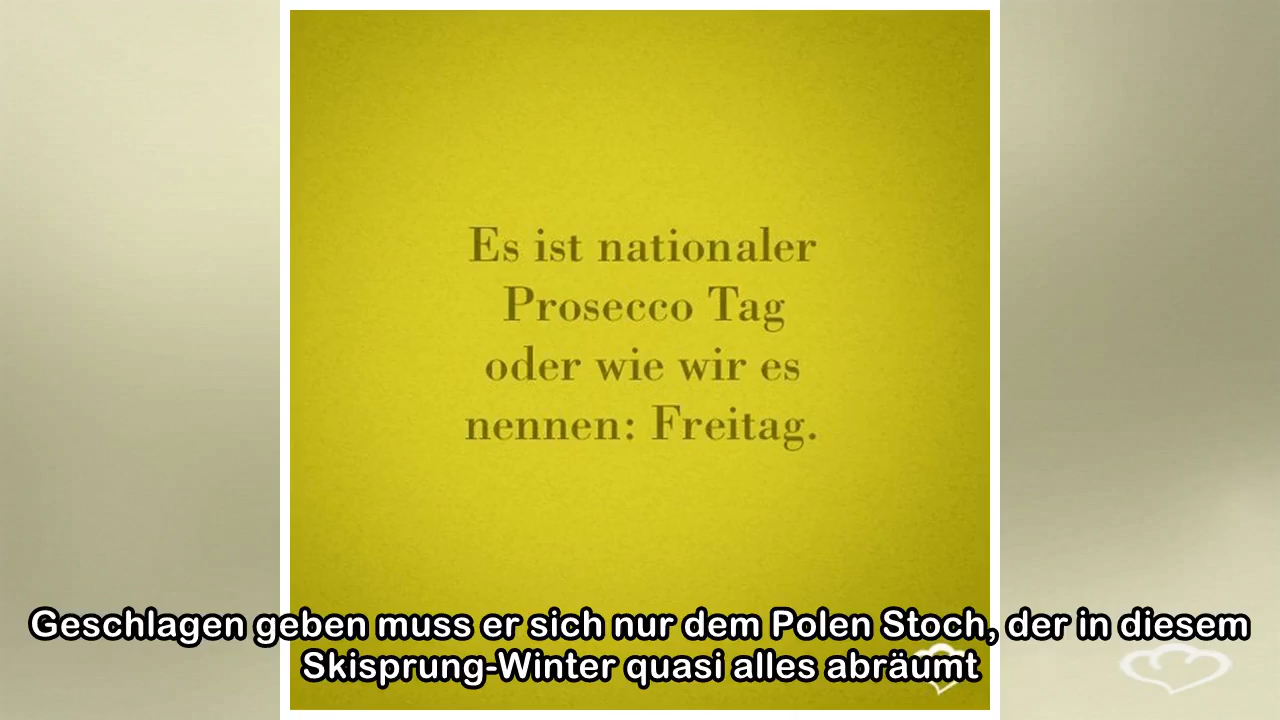 Es ist nationaler
Prosecco Tag
oder wie wir es
nennen: Freitag.
Geschlagen geben muss er sich nur dem Polen Stoch, der in diesem
Skisprung-Winter quasi alles abräumt